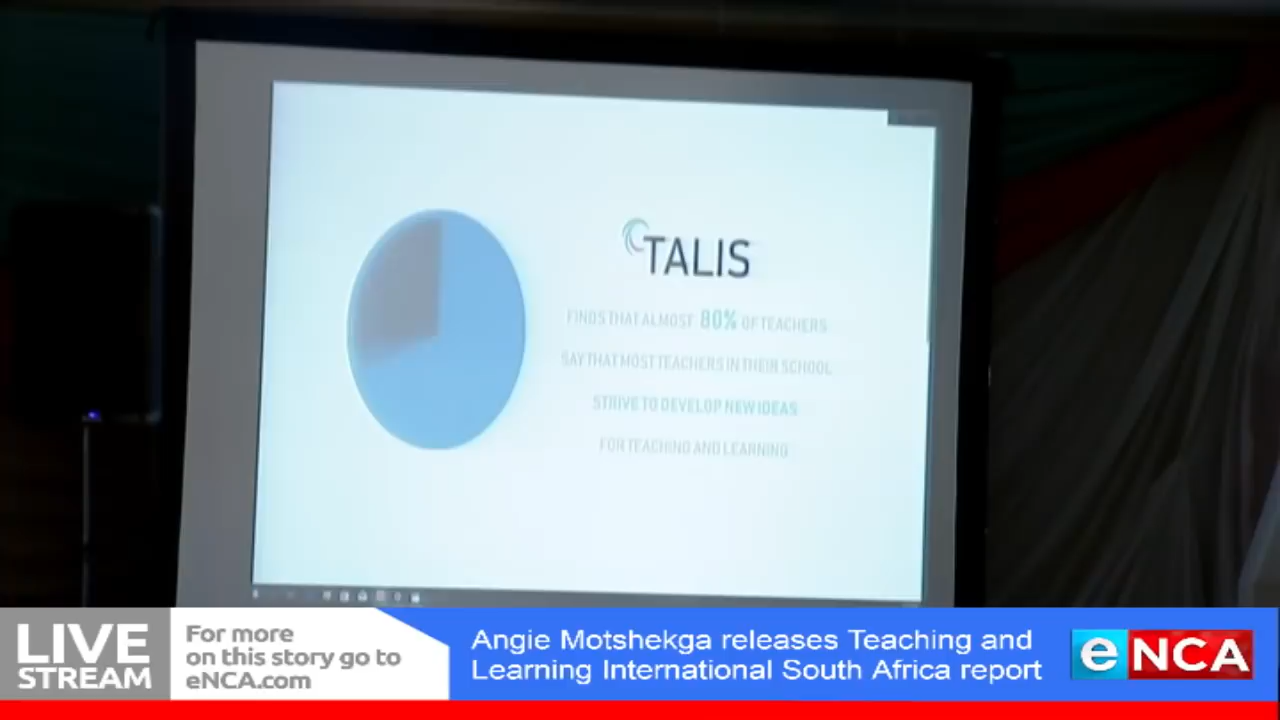 TALIS
FINDS THAT ALMOST 80% OF TEACHERS
SAY THAT MOST TEACHERS IN THEIR SCHOOL
STRIVE TO DEVELOP NEW IDEAS
FOR TEACHING AND LEARNING
LIVE
STREAM
For more
on this story go to
eNCA.com
Angie Motshekga releases Teaching and
Learning International South Africa report
eNCA